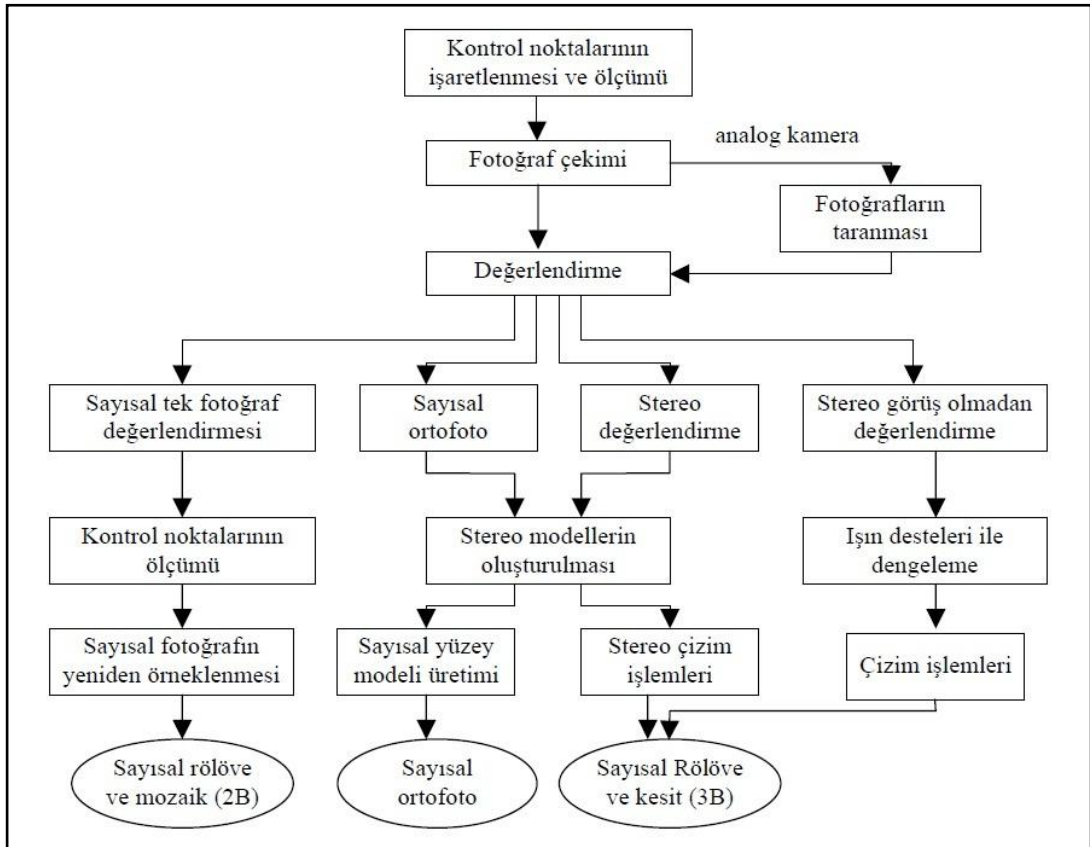 Kontrol noktalarının
işaretlenmesi ve ölçümü
analog kamera
Fotoğraf çekimi
Fotoğrafların
taranması
Değerlendirme
Sayısal tek fotoğraf
değerlendirmesi
Sayısal
ortofoto
Stereo
değerlendirme
Stereo görüş olmadan
değerlendirme
Kontrol noktalarının
ölçümü
Stereo modellerin
oluşturulması
Işın desteleri ile
dengeleme
Sayısal fotoğrafın
yeniden örneklenmesi
Sayısal yüzey
modeli üretimi
Stereo çizim
işlemleri
Çizim işlemleri
Sayısal rölöve
ve mozaik (2B)
Sayısal
ortofoto
Sayısal Rölöve
ve kesit (3B)